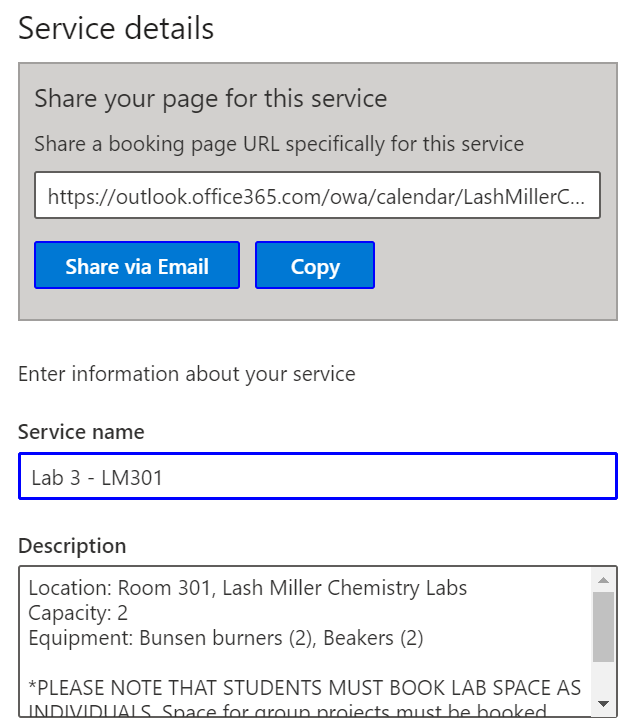 Service details
Share your page for this service
Share a booking page URL specifically for this service
https://outlook.office365.com/owa/calendar/LashMillerC...
Share via Email
Copy
Enter information about your service
Service name
Lab 3 - LM301
Description
Location: Room 301, Lash Miller Chemistry Labs
Capacity: 2
Equipment: Bunsen burners (2), Beakers (2)
*PLEASE NOTE THAT STUDENTS MUST BOOK LAB SPACE AS
INDIVIDUALS. Space for group projects must be booked